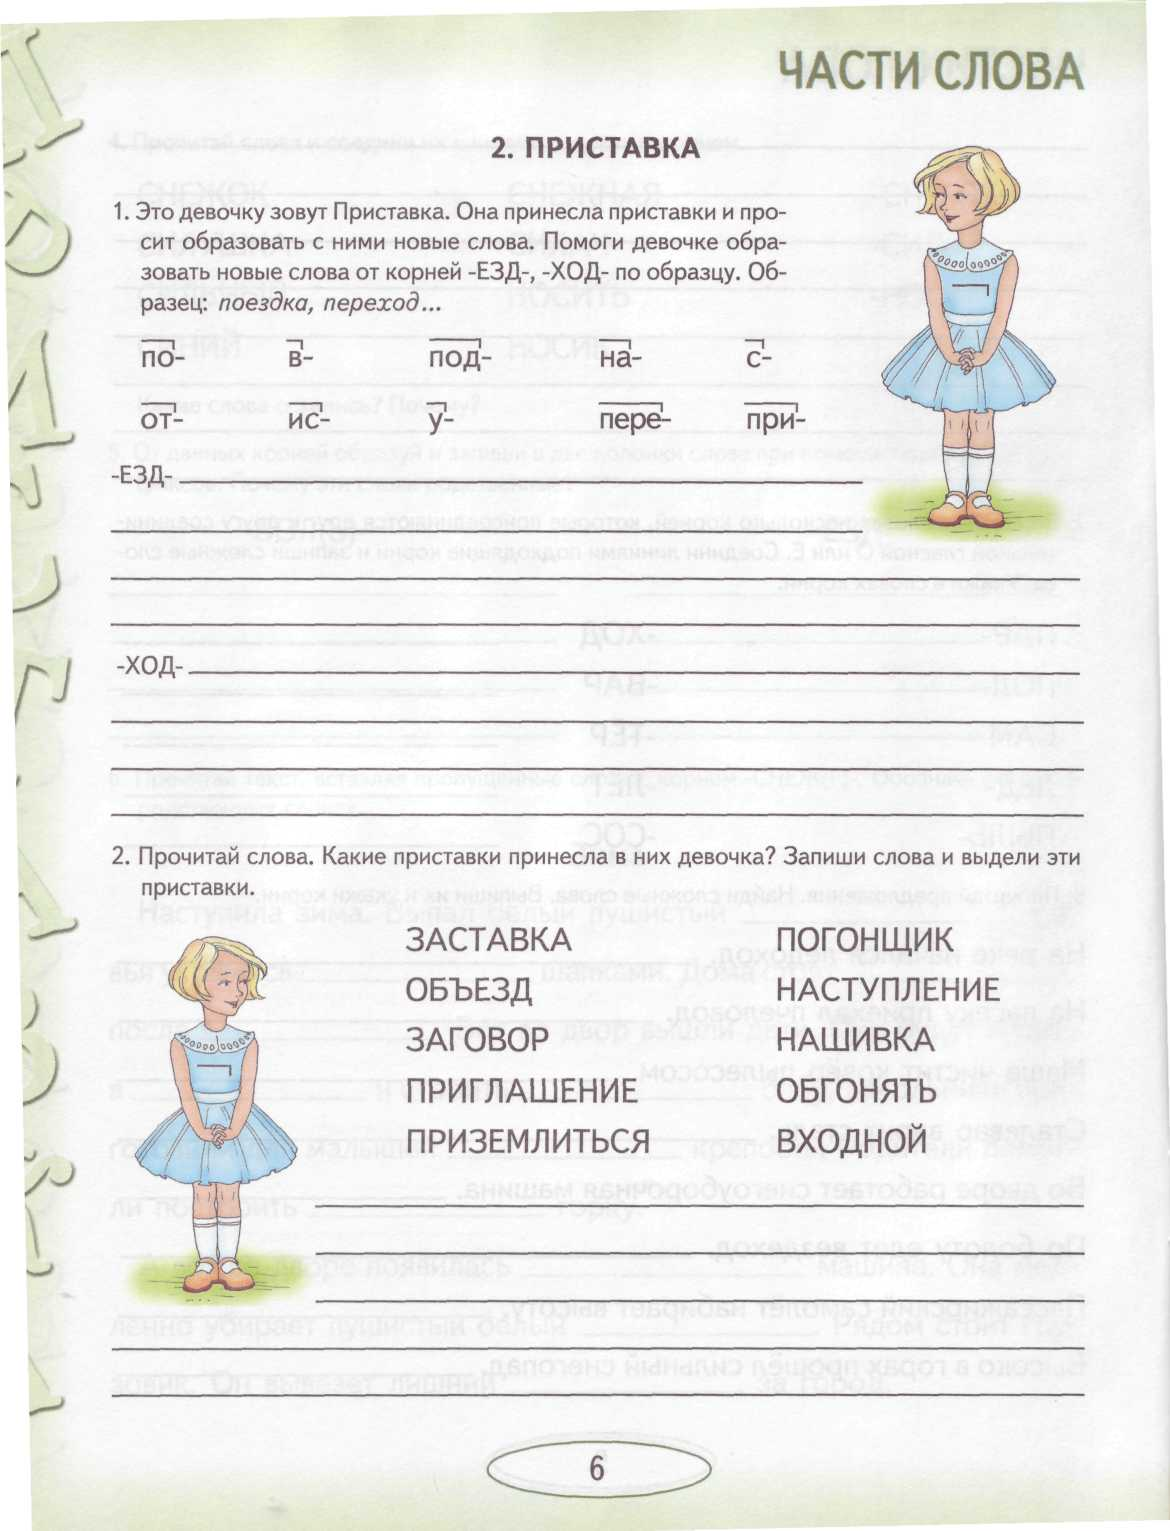 ЧАСТИ СЛОВА
2. ПРИСТАВКА
1. Это девочку зовут Приставка. Она принесла приставки и про-
сит образовать с ними новые слова. Помоги девочке обра-
зовать новые слова от корней -ЕЗД-, -ХОД- по образцу. Об-
разец: поездка, переход...
по- в- под- на- с-
от- ис- у- пере- при-
-ЕЗД-
-ХОД-
2. Прочитай слова. Какие приставки принесла в них девочка? Запиши слова и выдели эти
приставки.
ЗАСТАВКА ПОГОНЩИК
ОБЪЕЗД НАСТУПЛЕНИЕ
ЗАГОВОР НАШИВКА
ПРИГЛАШЕНИЕ ОБГОНЯТЬ
ПРИЗЕМЛИТЬСЯ ВХОДНОЙ
6